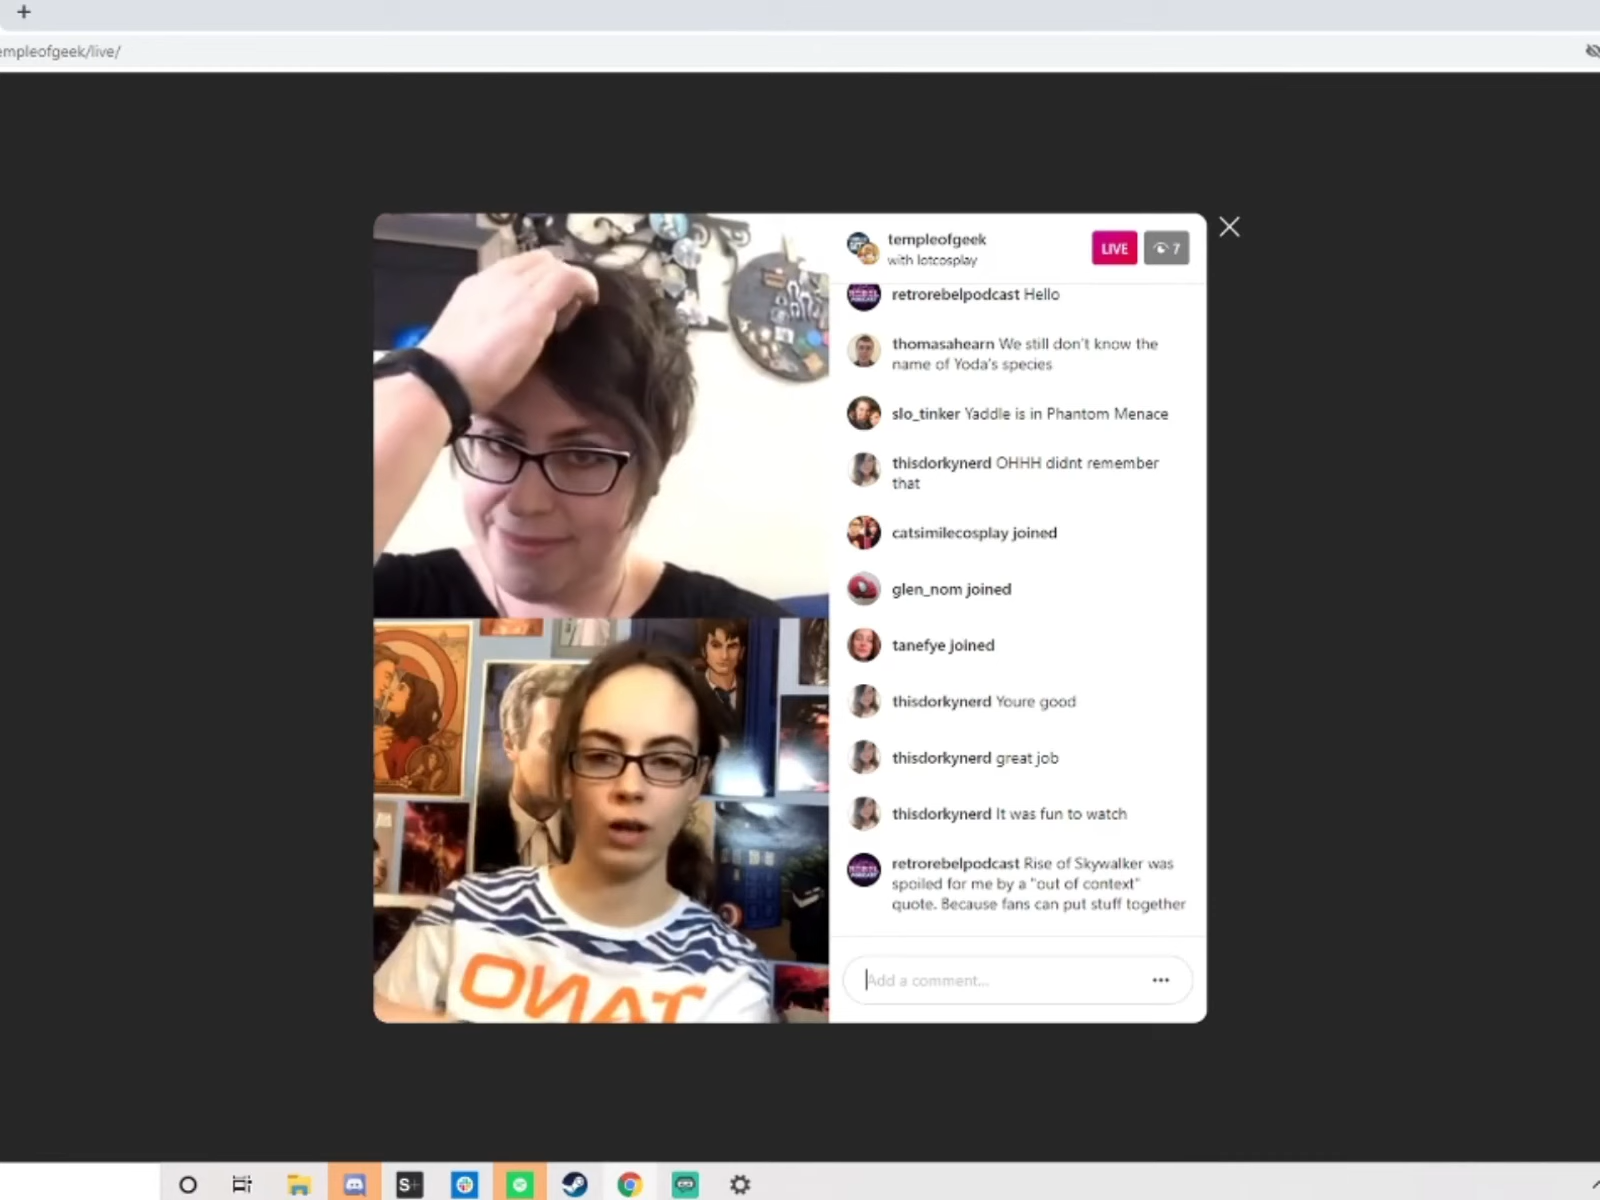 empleofgeek/live/
templeofgeek
with lotcosplay
LIVE
7
retrorebelpodcast Hello
thomasahearn We still don't know the
name of Yoda's species
slo_tinker Yaddle is in Phantom Menace
thisdorkynerd OHHH didnt remember
that
catsimilecosplay joined
glen_nom joined
tanefye joined
thisdorkynerd Youre good
thisdorkynerd great job
thisdorkynerd It was fun to watch
retrorebelpodcast Rise of Skywalker was
spoiled for me by a "out of context"
quote. Because fans can put stuff together
Add a comment...
S+